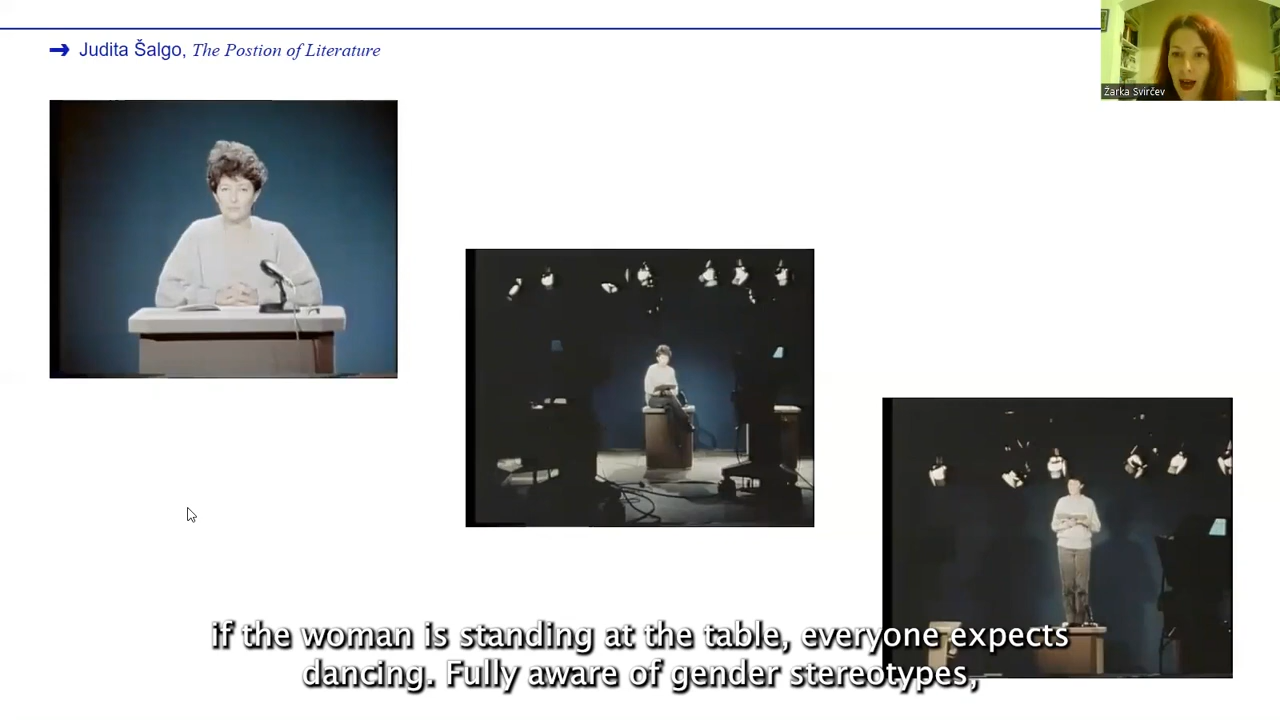 ➔ Judita Šalgo, The Postion of Literature
Žarka Svirčev
if the woman is standing at the table, everyone expects
dancing. Fully aware of gender stereotypes,